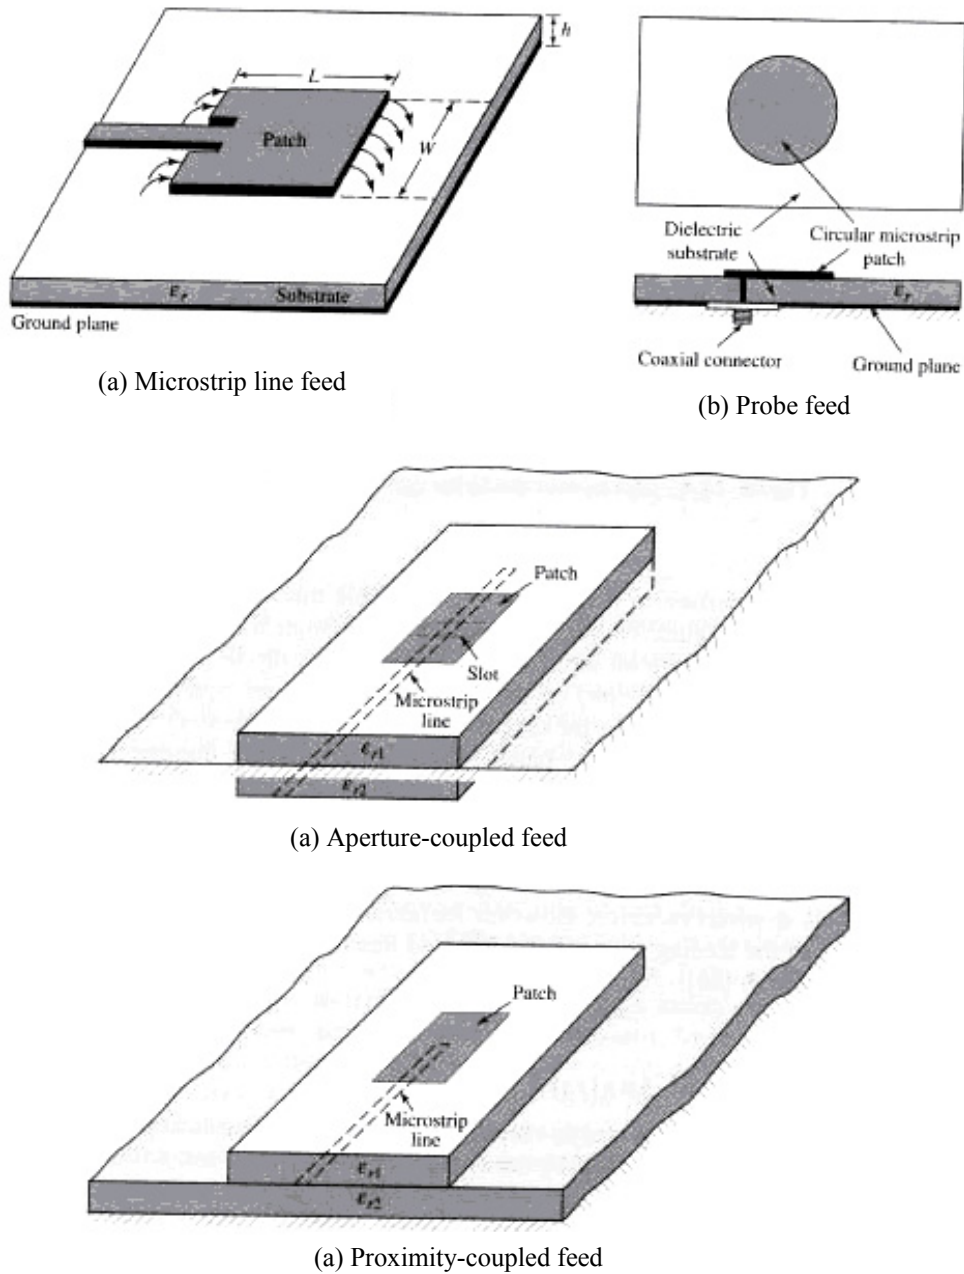 h
L
Patch
W
εr
Substrate
Ground plane
(a) Microstrip line feed
Dielectric
substrate
Circular microstrip
patch
εr
Coaxial connector
Ground plane
(b) Probe feed
Patch
Slot
Microstrip
line
εr1
εr2
(a) Aperture-coupled feed
Patch
Microstrip
line
εr1
εr2
(a) Proximity-coupled feed